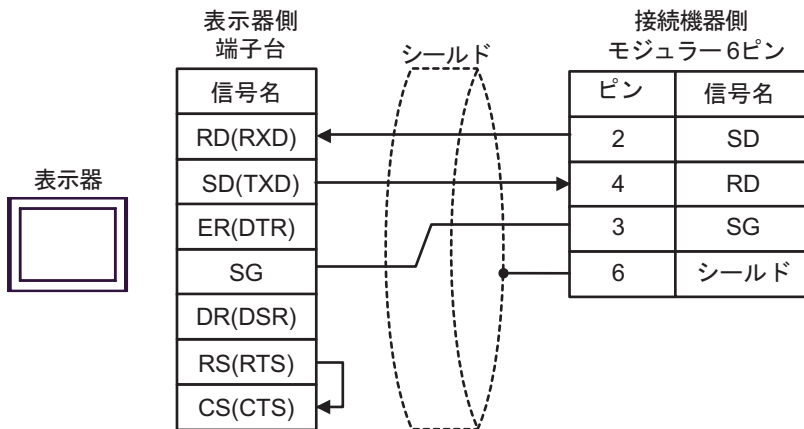 表示器側
端子台
シールド
接続機器側
モジュラー 6ピン
信号名
ピン 信号名
RD(RXD)
2 SD
SD(TXD)
4 RD
表示器
ER(DTR)
3 SG
SG
6 シールド
DR(DSR)
RS(RTS)
CS(CTS)